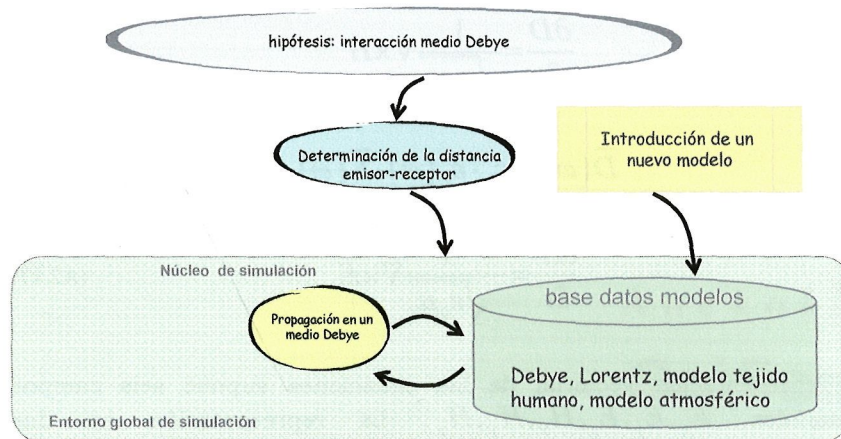 hipótesis: interacción medio Debye
Determinación de la distancia
emisor-receptor
Introducción de un
nuevo modelo
Núcleo de simulación
base datos modelos
Propagación en un
medio Debye
Debye, Lorentz, modelo tejido
humano, modelo atmosférico
Entorno global de simulación